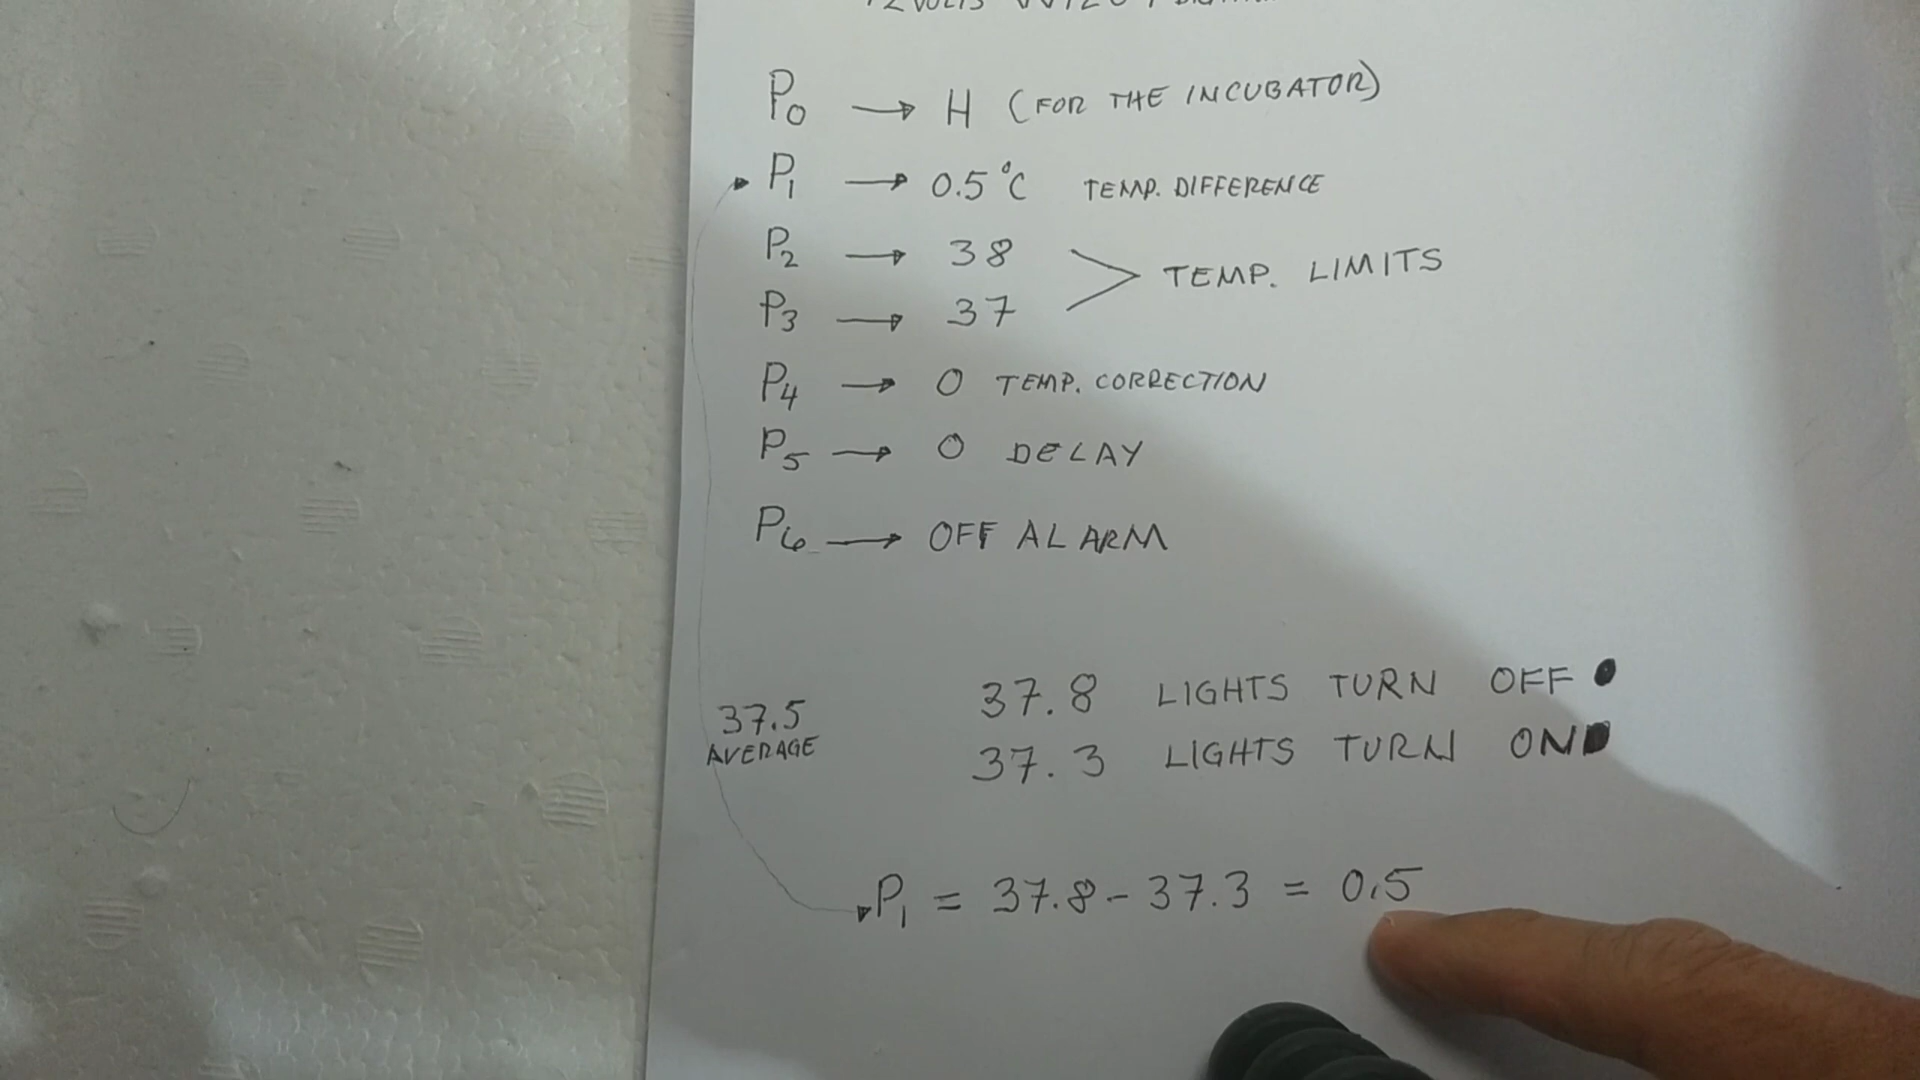 12 VOLTS
P0 → H (FOR THE INCUBATOR)
P1 → 0.5°C TEMP. DIFFERENCE
P2 → 38
P3 → 37
TEMP. LIMITS
P4 → 0 TEMP. CORRECTION
P5 → 0 DELAY
P6 → OFF ALARM
37.5 AVERAGE
37.8 LIGHTS TURN OFF
37.3 LIGHTS TURN ON
P1 = 37.8 - 37.3 = 0.5